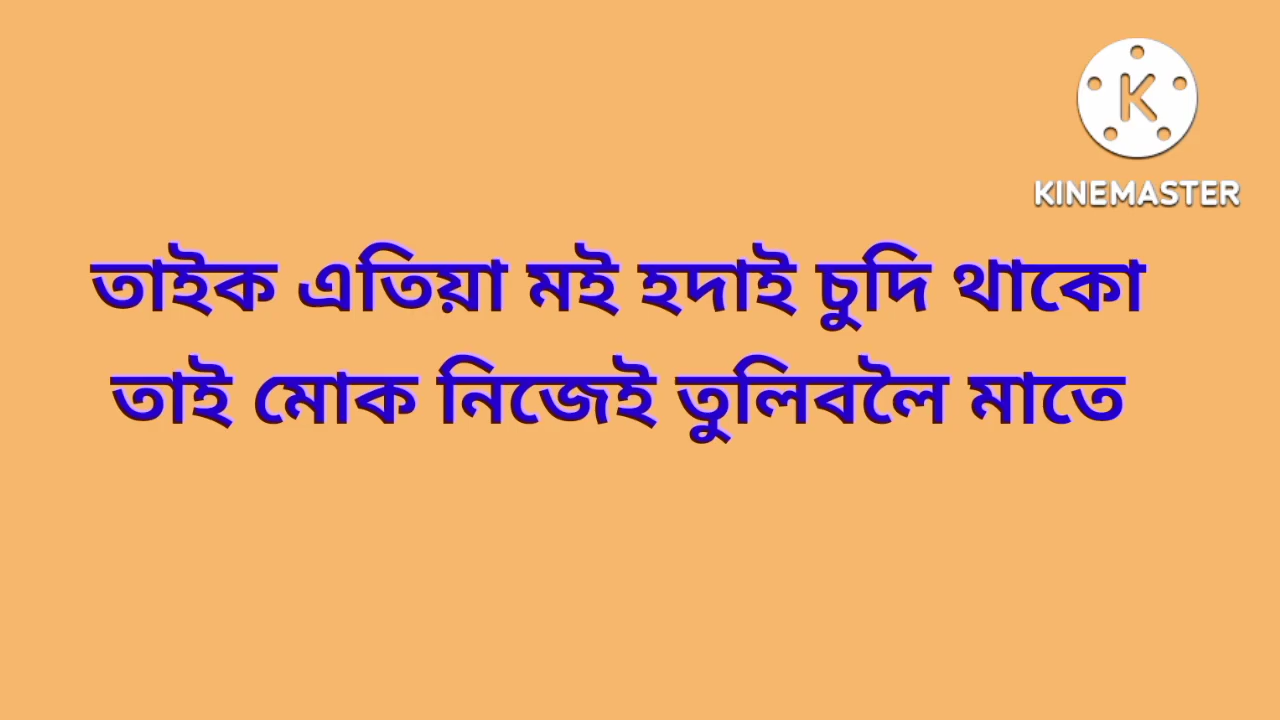 KINEMASTER
তাইক এতিয়া মই হদাই চুদি থাকো
তাই মোক নিজেই তুলিবলৈ মাতে